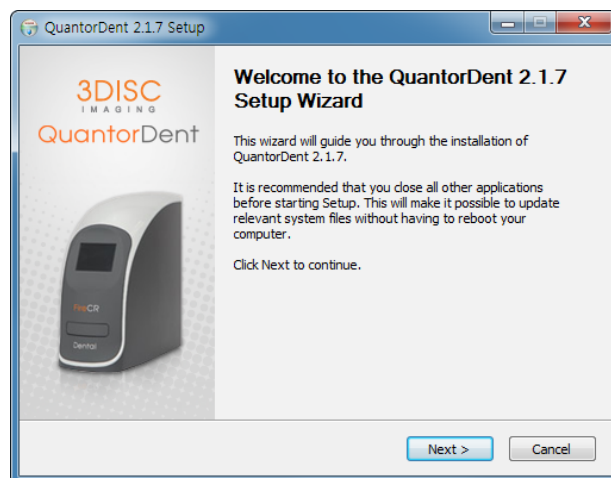 QuantorDent 2.1.7 Setup
3DISC
IMAGING
QuantorDent
Welcome to the QuantorDent 2.1.7
Setup Wizard
This wizard will guide you through the installation of
QuantorDent 2.1.7.
It is recommended that you close all other applications
before starting Setup. This will make it possible to update
relevant system files without having to reboot your
computer.
Click Next to continue.
FireCR
Dental
Next >
Cancel